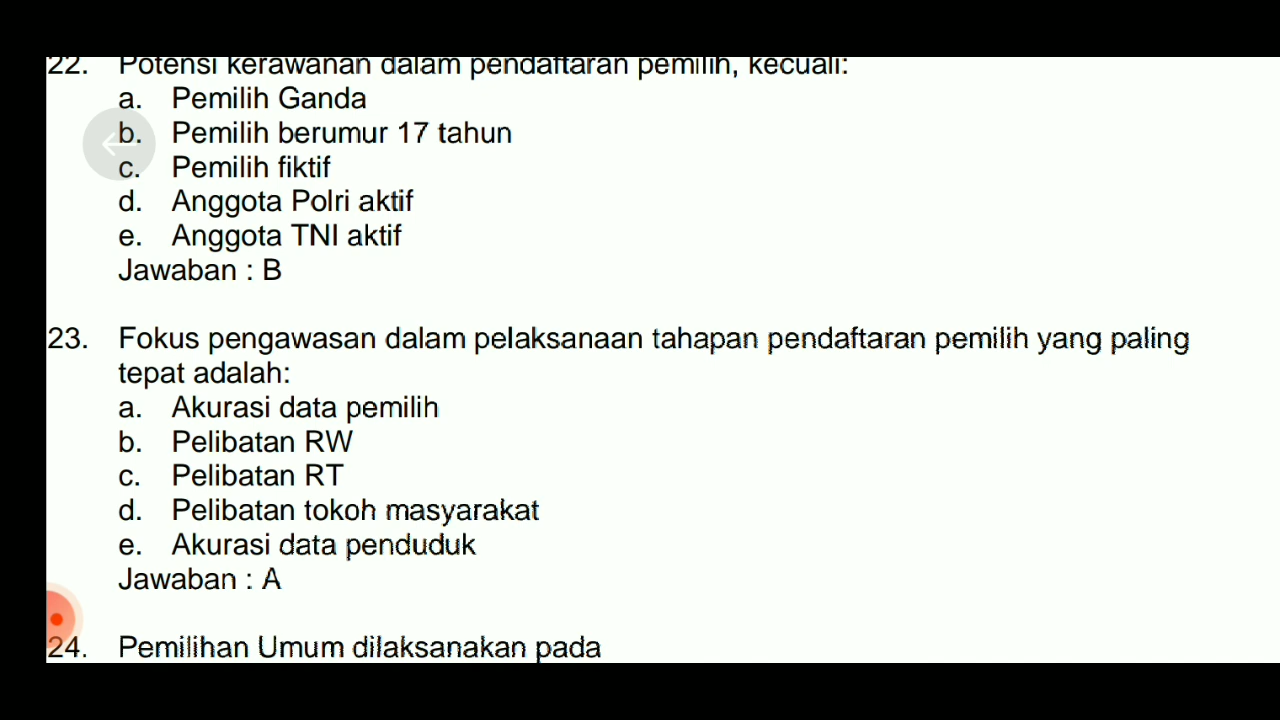 22. Potensi kerawanan dalam pendaftaran pemilih, kecuali:
a. Pemilih Ganda
b. Pemilih berumur 17 tahun
c. Pemilih fiktif
d. Anggota Polri aktif
e. Anggota TNI aktif
Jawaban : B
23. Fokus pengawasan dalam pelaksanaan tahapan pendaftaran pemilih yang paling
tepat adalah:
a. Akurasi data pemilih
b. Pelibatan RW
c. Pelibatan RT
d. Pelibatan tokoh masyarakat
e. Akurasi data penduduk
Jawaban : A
24. Pemilihan Umum dilaksanakan pada